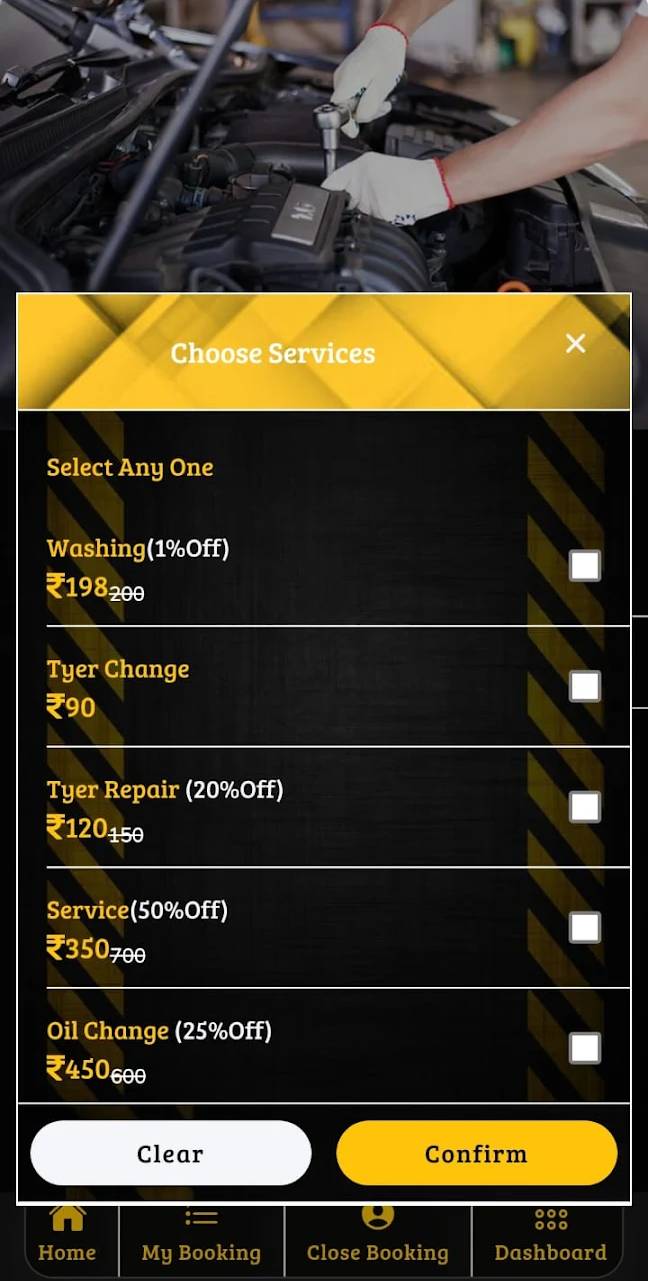 Choose Services
Select Any One
Washing(1%Off)
₹198 200
Tyer Change
₹90
Tyer Repair (20%Off)
₹120 150
Service(50%Off)
₹350 700
Oil Change (25%Off)
₹450 600
Clear Confirm
Home My Booking Close Booking Dashboard